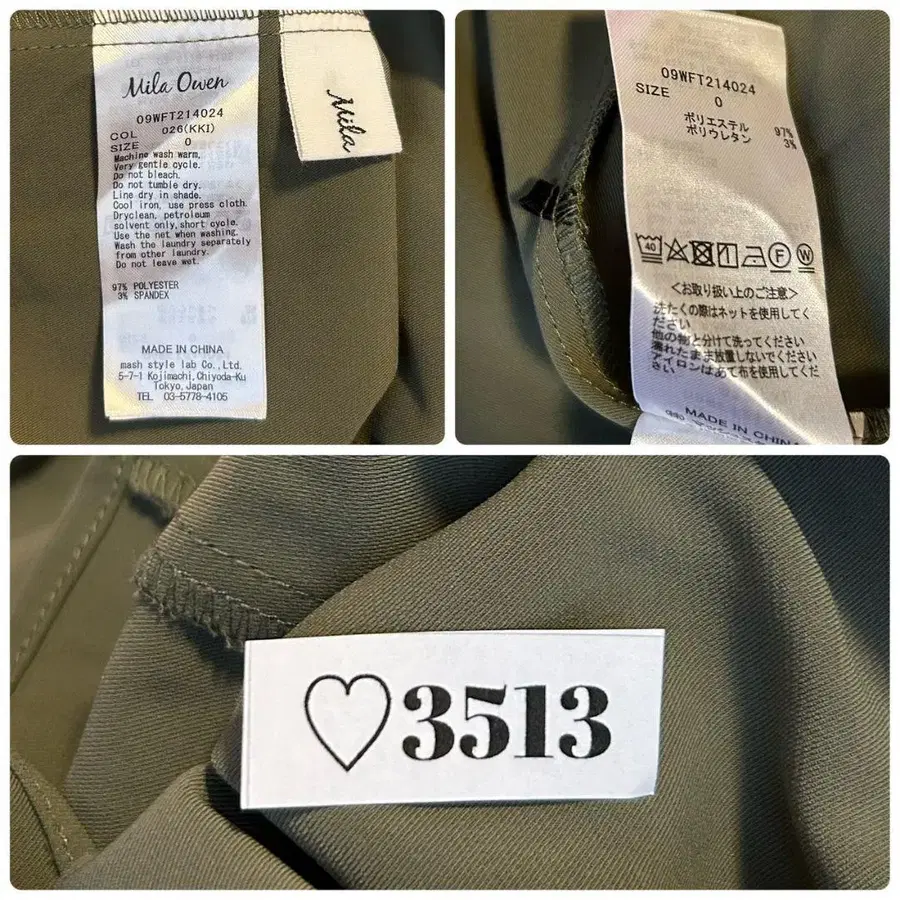 Mila Owen
09WFT214024
COL 026(KKI)
SIZE 0
Machine wash warm,
Very gentle cycle.
Do not bleach.
Do not tumble dry.
Line dry in shade.
Cool iron, use press cloth.
Dryclean, petroleum
solvent only, short cycle.
Use the net when washing.
Wash the laundry separately
from other laundry.
Do not leave wet.
97% POLYESTER
3% SPANDEX
MADE IN CHINA
mash style lab Co., Ltd.
5-7-1 Kojimachi, Chiyoda-Ku
Tokyo, Japan
TEL 03-5778-4105
Mila
09WFT214024
SIZE 0
ポリエステル 97%
ポリウレタン 3%
40
F
W
<お取り扱い上のご注意>
洗たくの際はネットを使用してく
ださい
他の物と分けて洗ってください
濡れたまま放置しないでください
アイロンはあて布を使用してくだ
さい
MADE IN CHINA
♡3513